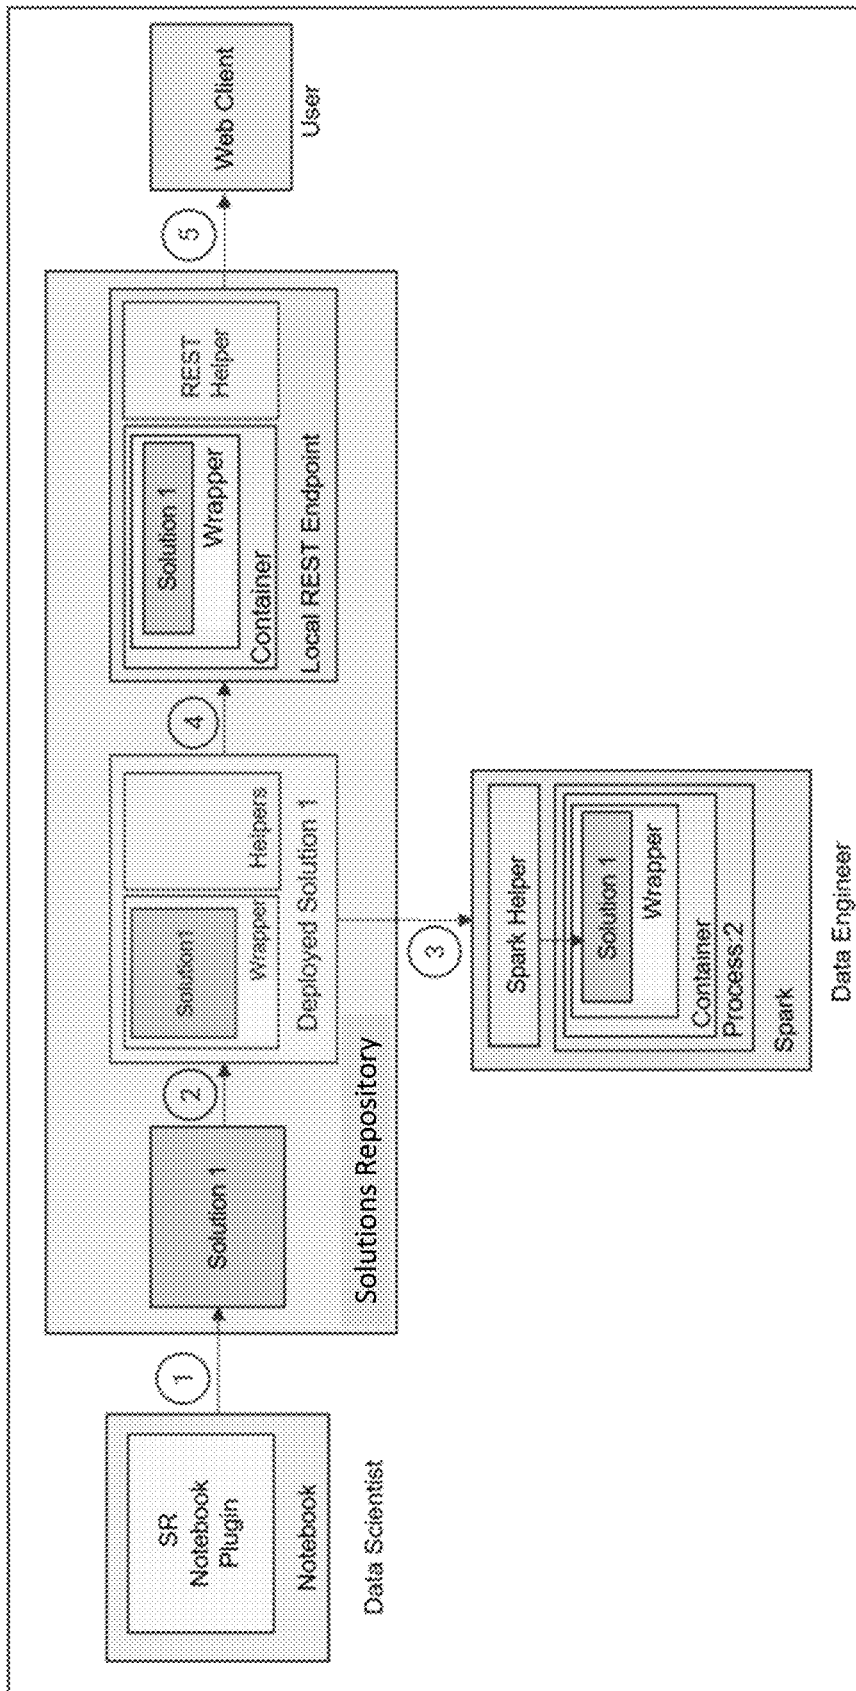 SR
Notebook
Plugin
Notebook
Data Scientist
1
Solution 1
2
Solution1
Wrapper
Helpers
Deployed Solution 1
4
Solution 1
Wrapper
Container
REST
Helper
Local REST Endpoint
Solutions Repository
5
Web Client
User
3
Spark Helper
Solution 1
Wrapper
Container
Process 2
Spark
Data Engineer